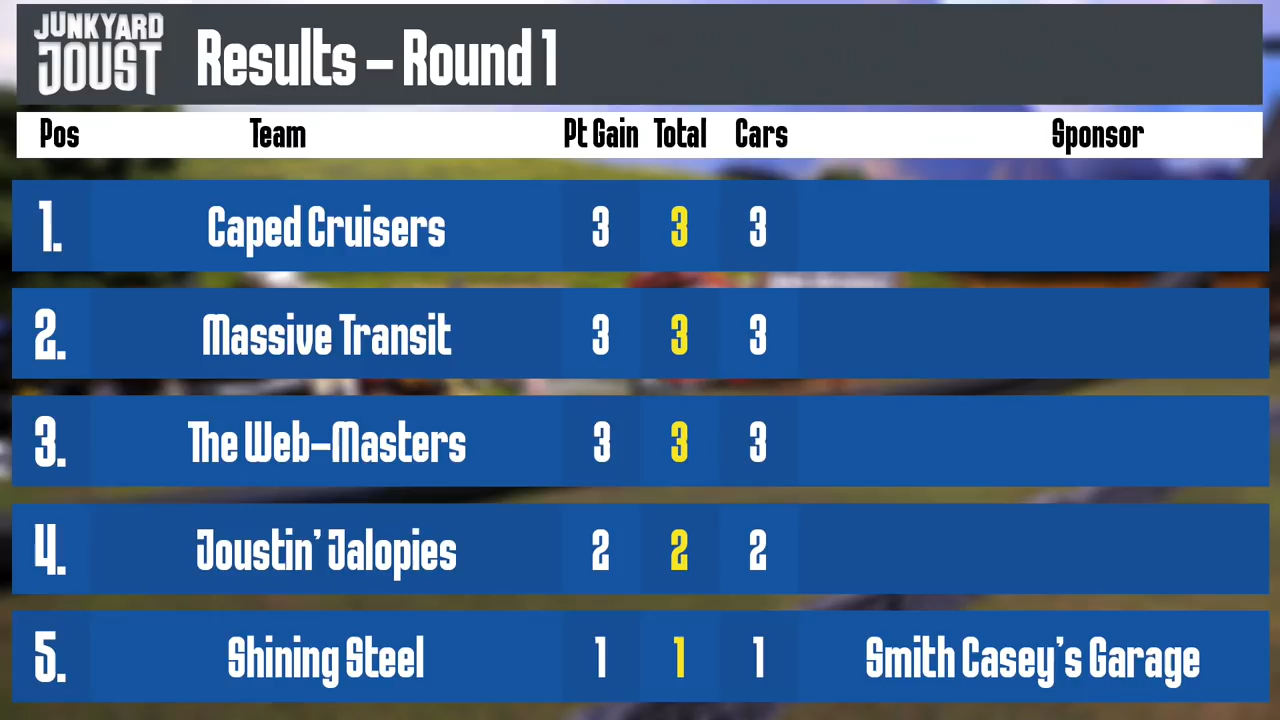 JUNKYARD
JOUST
Results – Round 1
Pos Team Pt Gain Total Cars Sponsor
1. Caped Cruisers 3 3 3
2. Massive Transit 3 3 3
3. The Web-Masters 3 3 3
4. Joustin' Jalopies 2 2 2
5. Shining Steel 1 1 1 Smith Casey's Garage